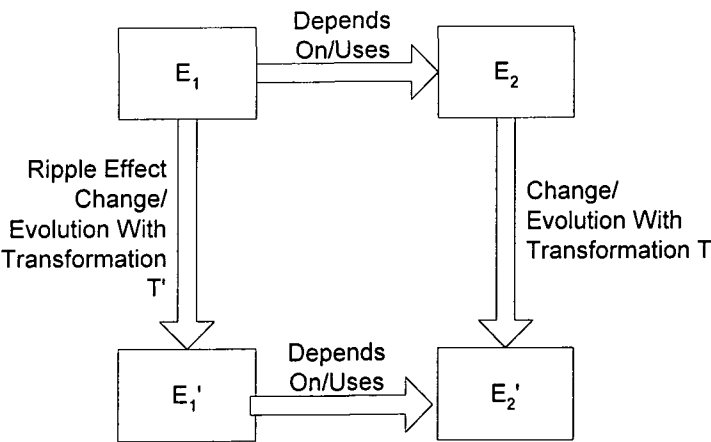 Depends
On/Uses
E1
E2
Ripple Effect
Change/
Evolution With
Transformation
T'
Change/
Evolution With
Transformation T
Depends
On/Uses
E1'
E2'